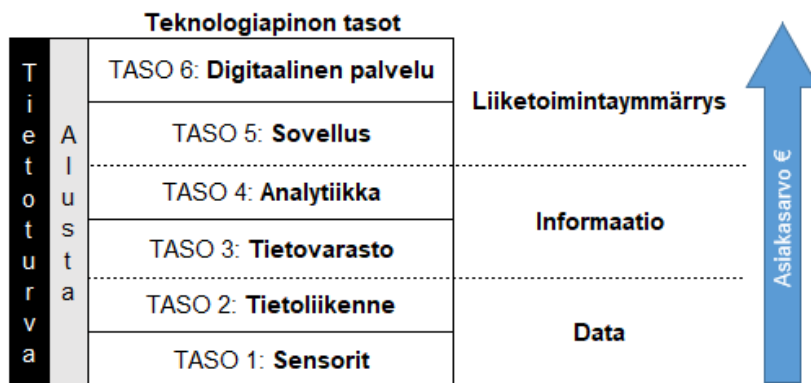 Teknologiapinon tasot
Tietoturva
Alusta
TASO 6: Digitaalinen palvelu
TASO 5: Sovellus
TASO 4: Analytiikka
TASO 3: Tietovarasto
TASO 2: Tietoliikenne
TASO 1: Sensorit
Liiketoimintaymmärrys
Informaatio
Data
Asiakasarvo €